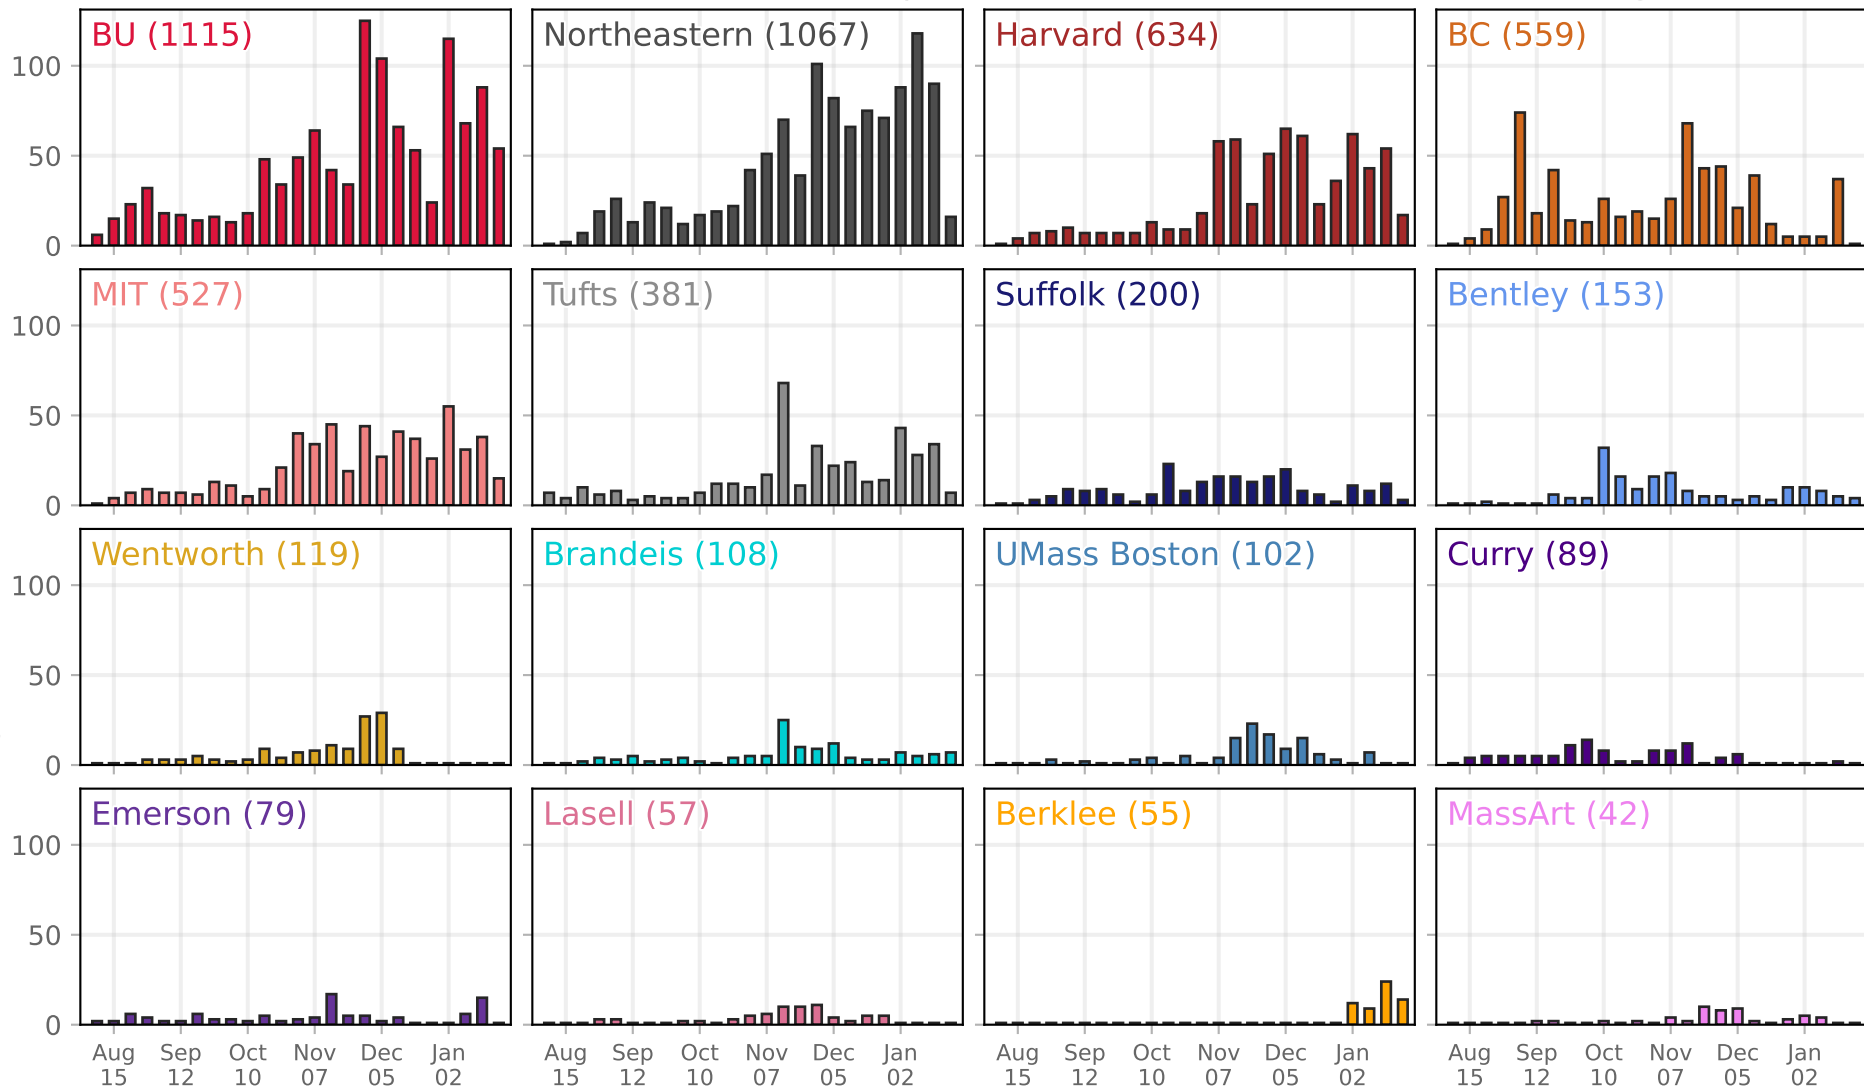 BU (1115)
Northeastern (1067)
Harvard (634)
BC (559)
100
50
0
MIT (527)
Tufts (381)
Suffolk (200)
Bentley (153)
100
50
0
Wentworth (119)
Brandeis (108)
UMass Boston (102)
Curry (89)
100
50
0
Emerson (79)
Lasell (57)
Berklee (55)
MassArt (42)
100
50
0
Aug Sep Oct Nov Dec Jan
15 12 10 07 05 02
Aug Sep Oct Nov Dec Jan
15 12 10 07 05 02
Aug Sep Oct Nov Dec Jan
15 12 10 07 05 02
Aug Sep Oct Nov Dec Jan
15 12 10 07 05 02